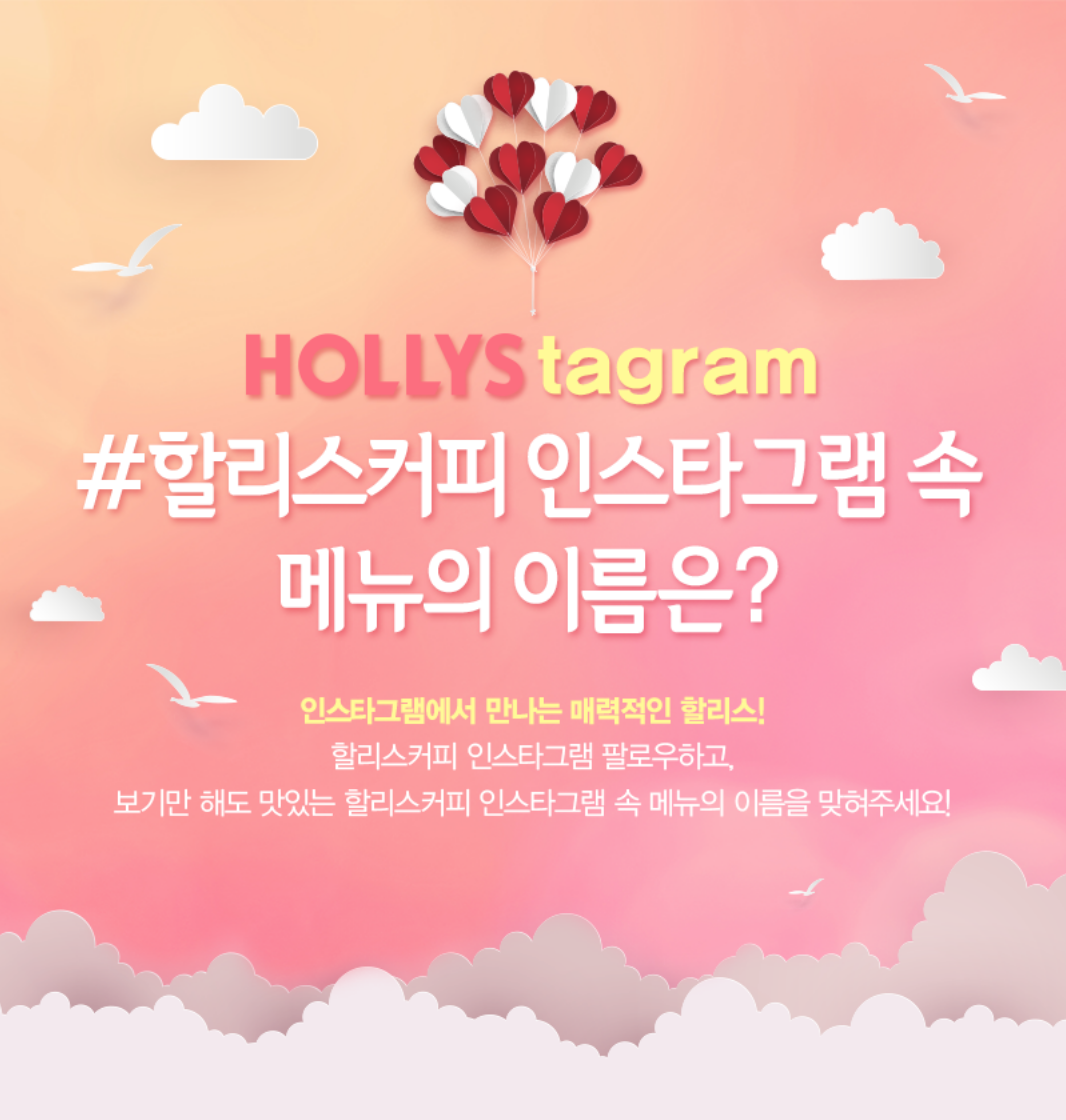 HOLLYS tagram
#할리스커피 인스타그램 속
메뉴의 이름은?
인스타그램에서 만나는 매력적인 할리스!
할리스커피 인스타그램 팔로우하고,
보기만 해도 맛있는 할리스커피 인스타그램 속 메뉴의 이름을 맞혀주세요!